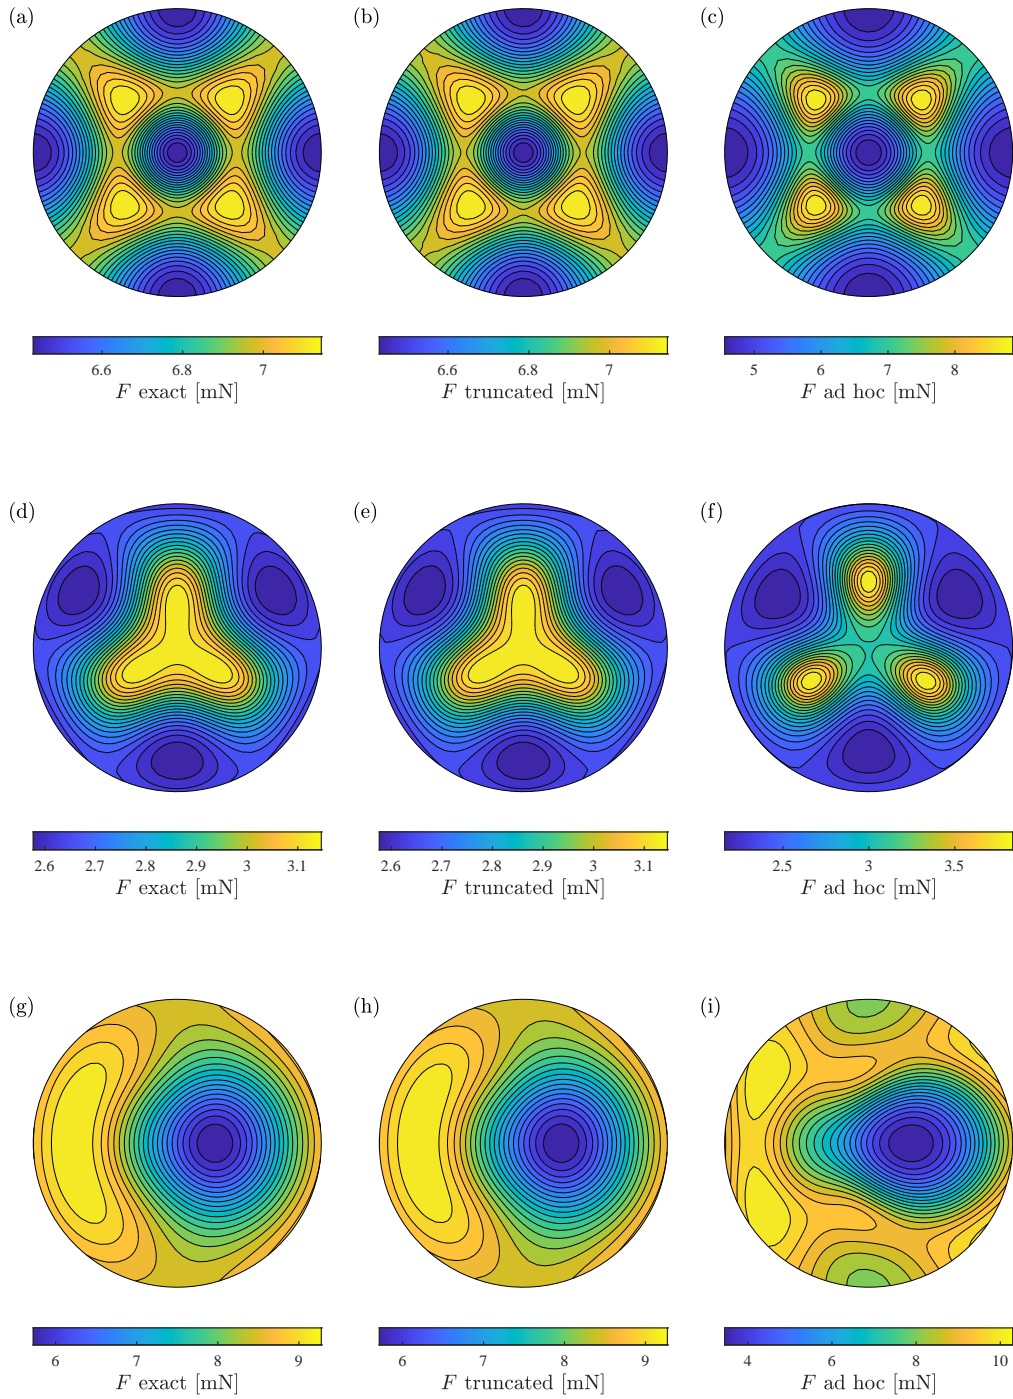 (a) (b) (c)
6.6 6.8 7 6.6 6.8 7 5 6 7 8
F exact [mN] F truncated [mN] F ad hoc [mN]
(d) (e) (f)
2.6 2.7 2.8 2.9 3 3.1 2.6 2.7 2.8 2.9 3 3.1 2.5 3 3.5
F exact [mN] F truncated [mN] F ad hoc [mN]
(g) (h) (i)
6 7 8 9 6 7 8 9 4 6 8 10
F exact [mN] F truncated [mN] F ad hoc [mN]